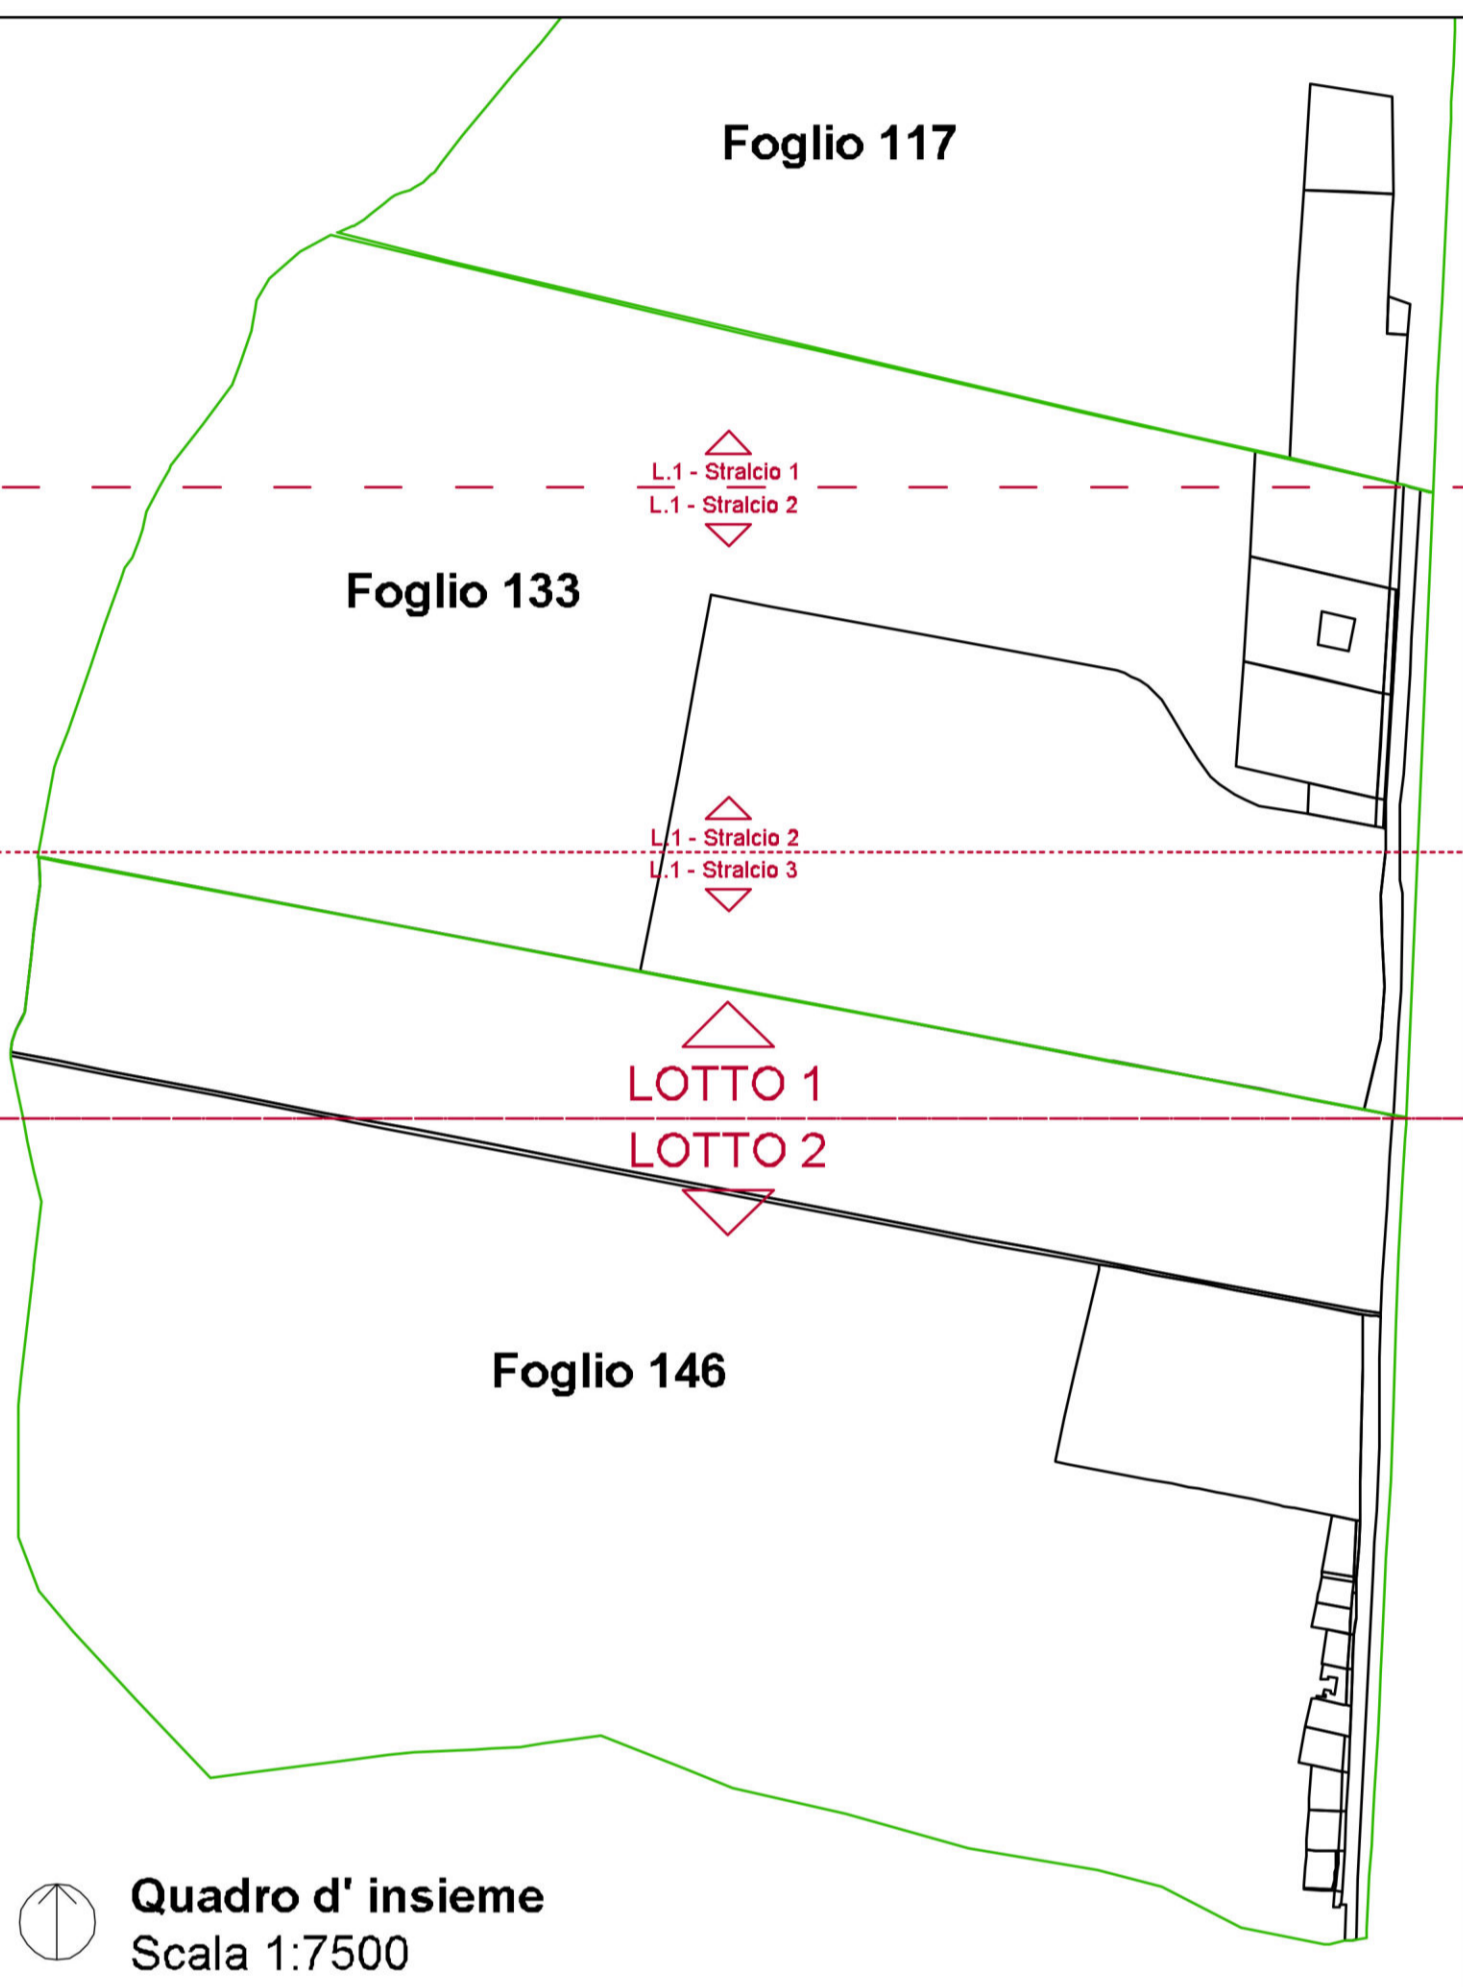 Foglio 117
L.1 - Stralcio 1
L.1 - Stralcio 2
Foglio 133
L.1 - Stralcio 2
L.1 - Stralcio 3
LOTTO 1
LOTTO 2
Foglio 146
Quadro d' insieme
Scala 1:7500